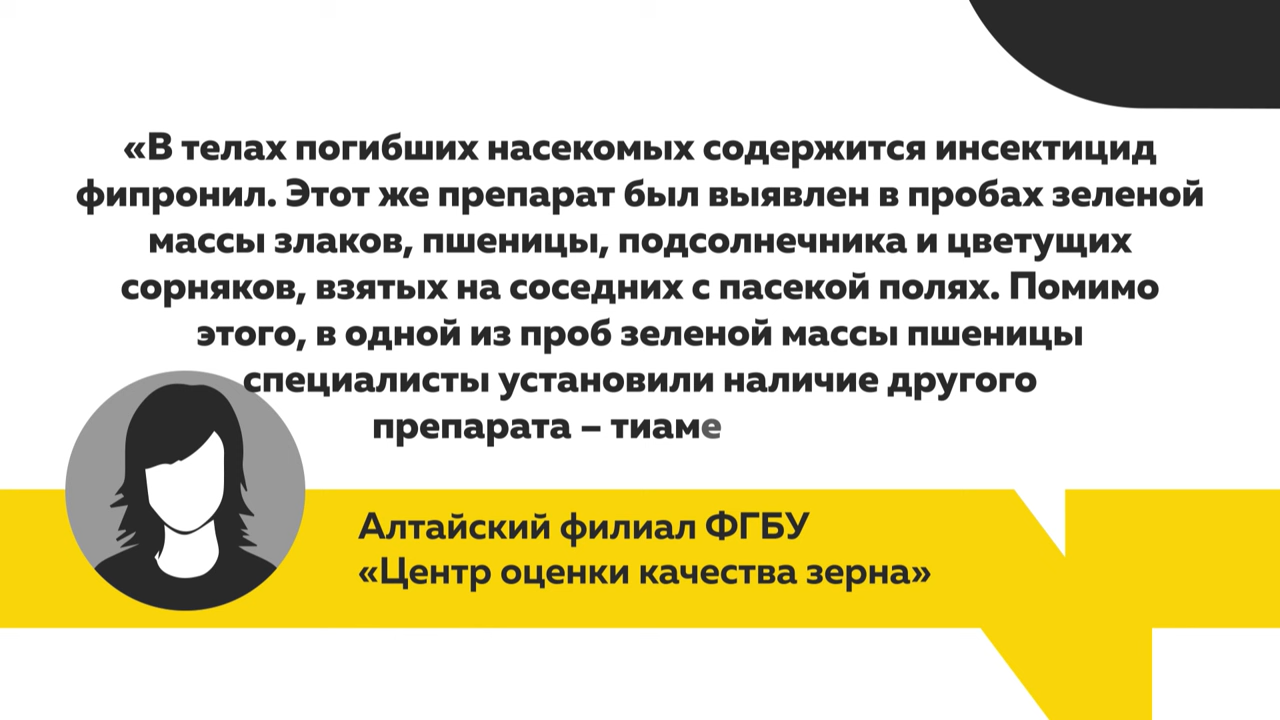 «В телах погибших насекомых содержится инсектицид
фипронил. Этот же препарат был выявлен в пробах зеленой
массы злаков, пшеницы, подсолнечника и цветущих
сорняков, взятых на соседних с пасекой полях. Помимо
этого, в одной из проб зеленой массы пшеницы
специалисты установили наличие другого
препарата – тиаме
Алтайский филиал ФГБУ
«Центр оценки качества зерна»